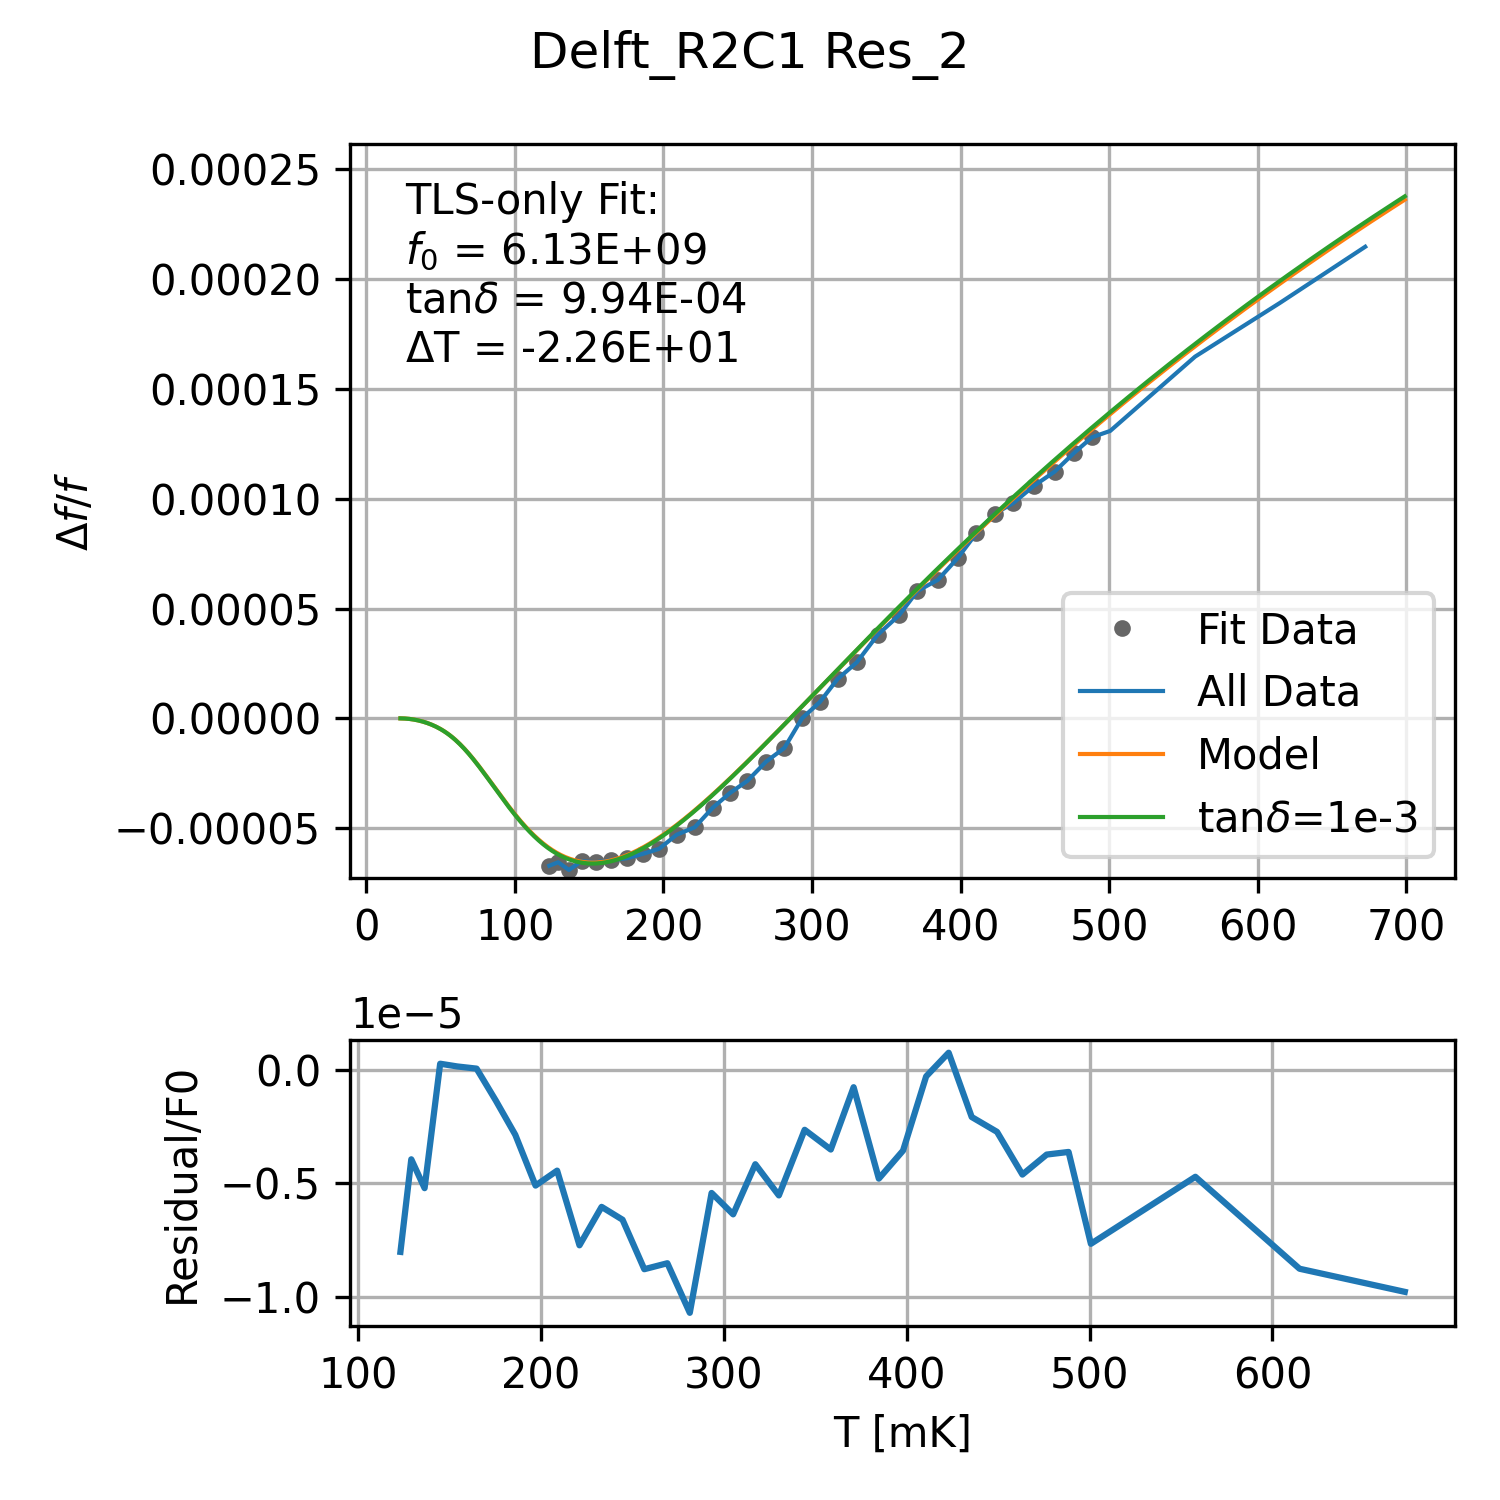 Delft_R2C1 Res_2
0.00025
0.00020
0.00015
0.00010
0.00005
0.00000
−0.00005
Δf/f
TLS-only Fit:
f₀ = 6.13E+09
tanδ = 9.94E-04
ΔT = -2.26E+01
Fit Data
All Data
Model
tanδ=1e-3
0 100 200 300 400 500 600 700
1e−5
0.0
−0.5
−1.0
Residual/F0
100 200 300 400 500 600
T [mK]